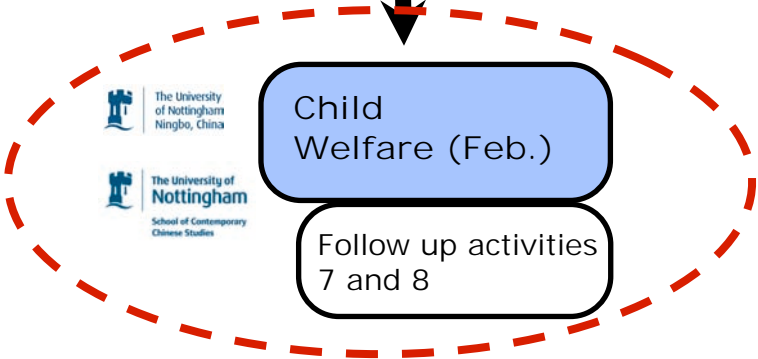 The University
of Nottingham
Ningbo, China
The University of
Nottingham
School of Contemporary
Chinese Studies
Child
Welfare (Feb.)
Follow up activities
7 and 8